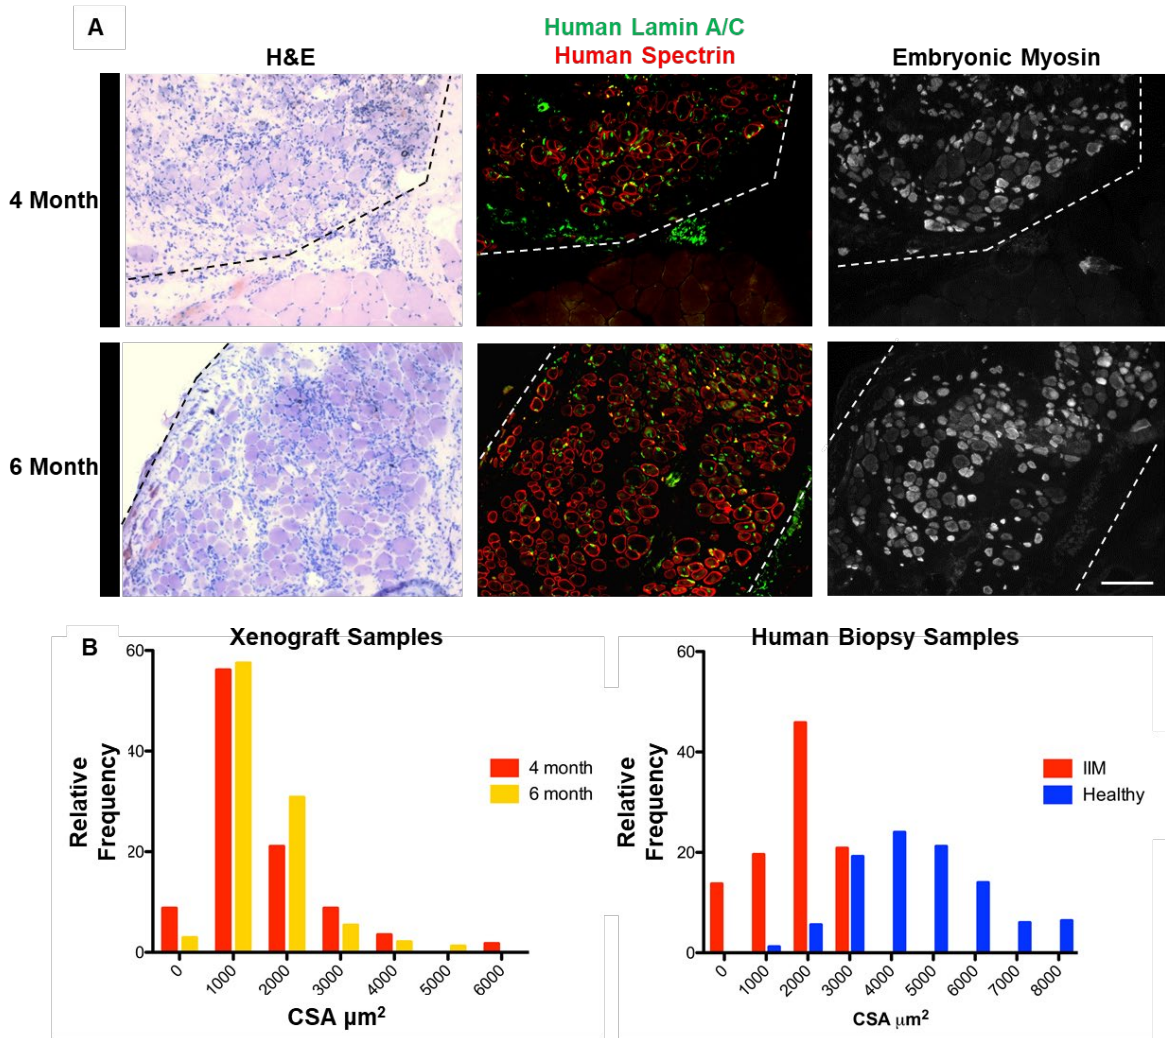 A
H&E
Human Lamin A/C
Human Spectrin
Embryonic Myosin
4 Month
6 Month
B
Xenograft Samples
60
40
20
0
Relative
Frequency
4 month
6 month
0 1000 2000 3000 4000 5000 6000
CSA µm²
Human Biopsy Samples
60
40
20
0
Relative
Frequency
IIM
Healthy
0 1000 2000 3000 4000 5000 6000 7000 8000
CSA µm²